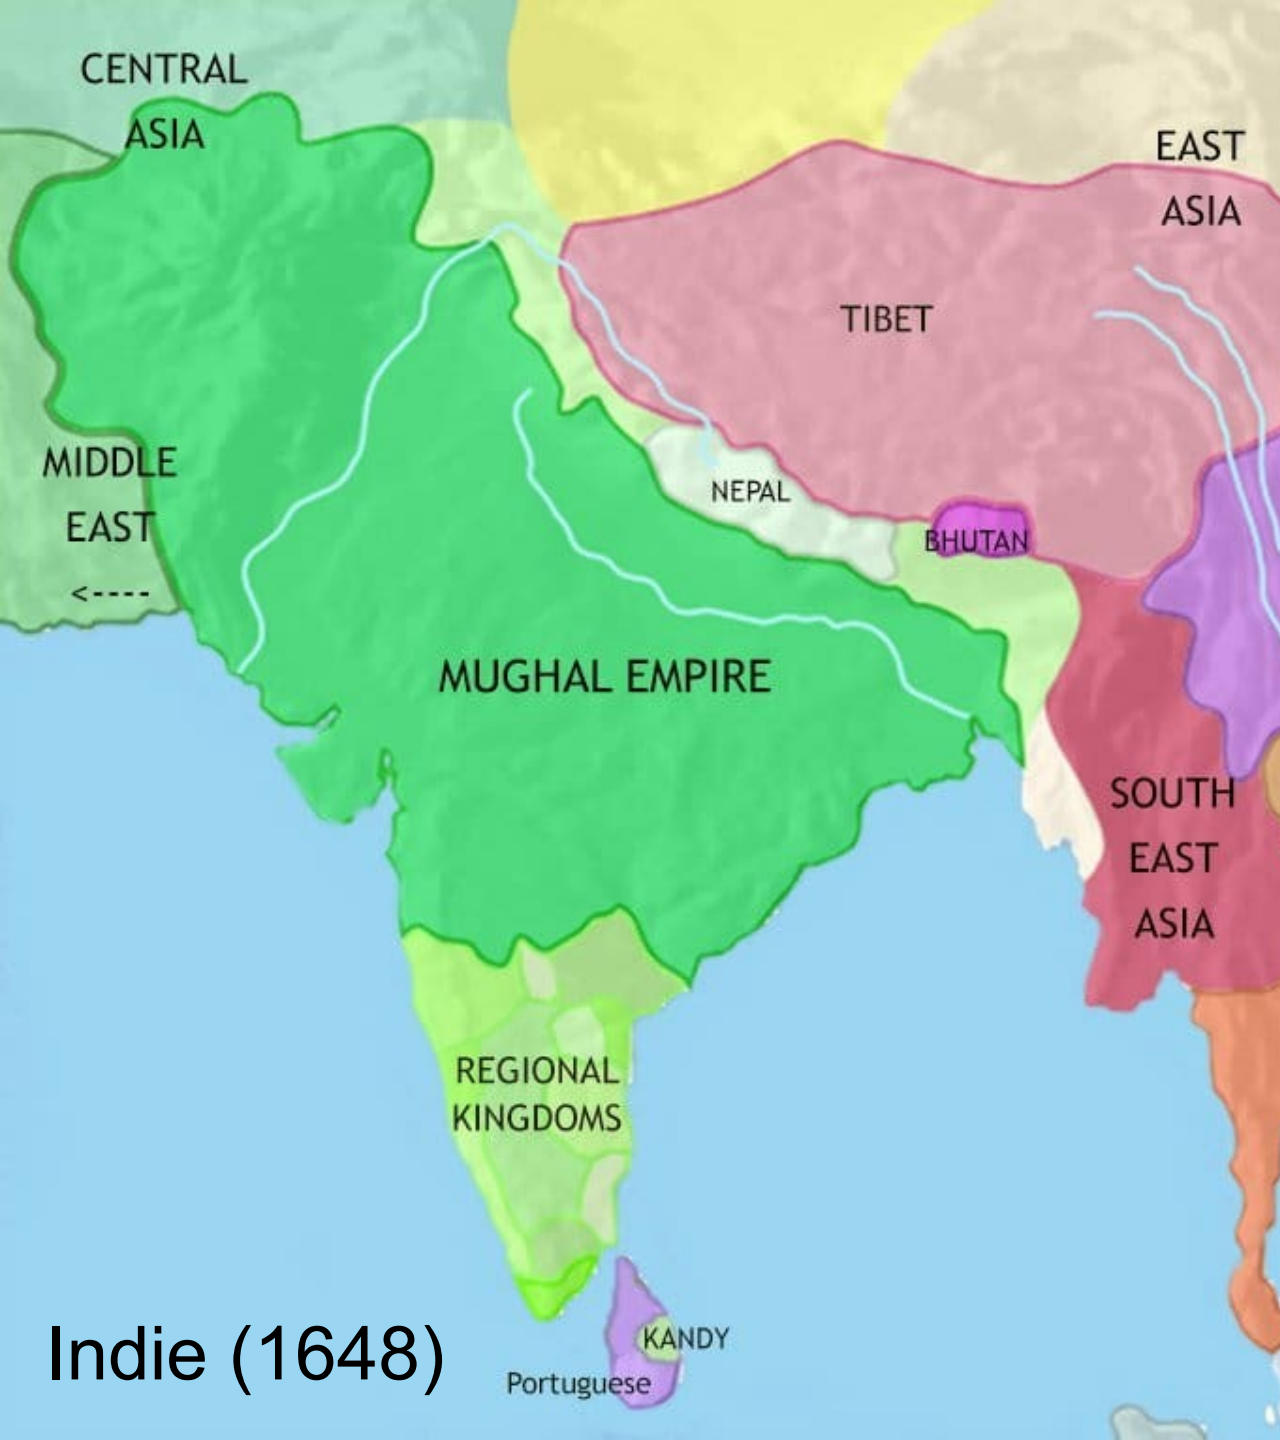 CENTRAL
ASIA
EAST
ASIA
TIBET
MIDDLE
EAST
<----
NEPAL
BHUTAN
MUGHAL EMPIRE
SOUTH
EAST
ASIA
REGIONAL
KINGDOMS
KANDY
Portuguese
Indie (1648)